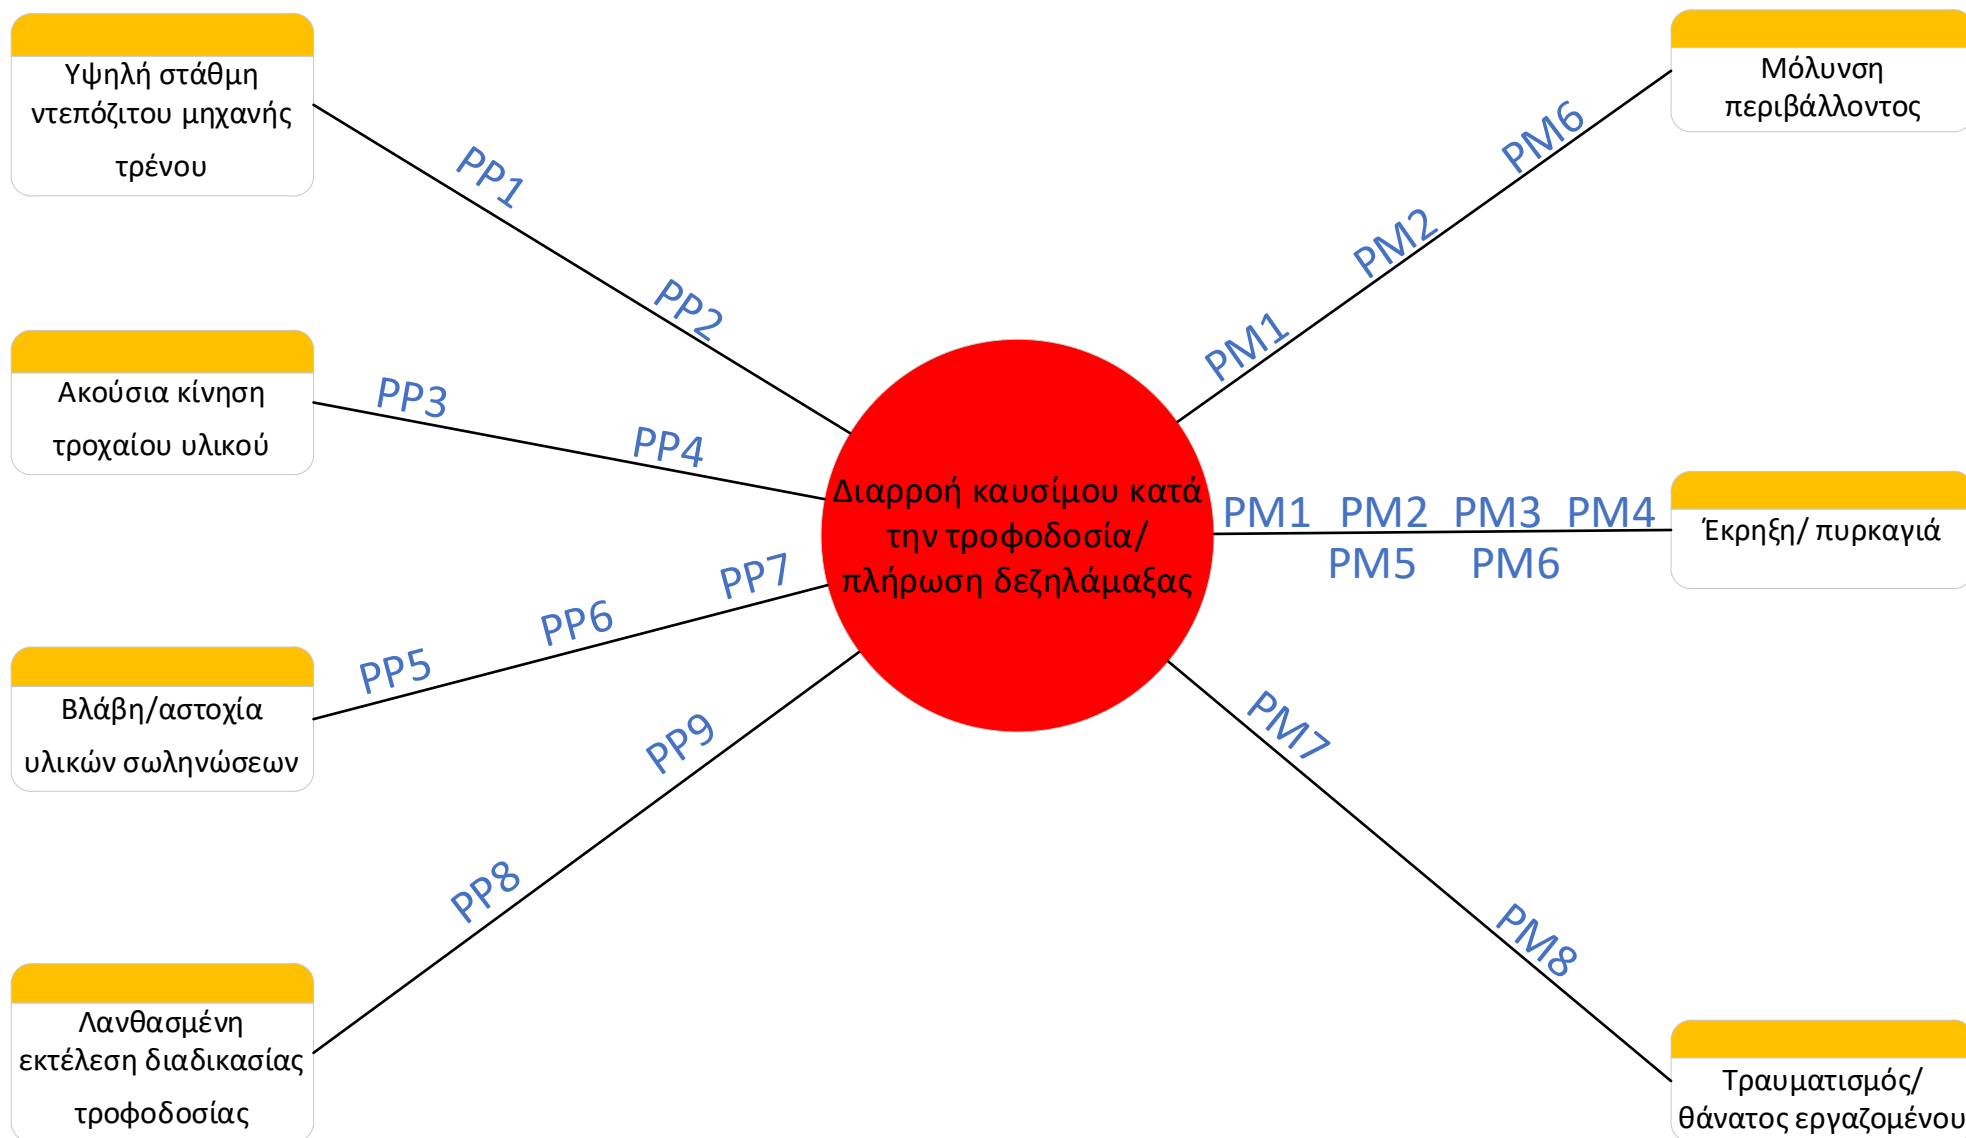 Υψηλή στάθμη
ντεπόζιτου μηχανής
τρένου
PP1
PP2
Ακούσια κίνηση
τροχαίου υλικού
PP3
PP4
Βλάβη/αστοχία
υλικών σωληνώσεων
PP5
PP6
PP7
Λανθασμένη
εκτέλεση διαδικασίας
τροφοδοσίας
PP8
PP9
Διαρροή καυσίμου κατά
την τροφοδοσία/
πλήρωση δεζηλάμαξας
PM1
PM2
PM6
Μόλυνση
περιβάλλοντος
PM1 PM2 PM3 PM4
PM5 PM6
Έκρηξη/ πυρκαγιά
PM7
PM8
Τραυματισμός/
θάνατος εργαζομένου